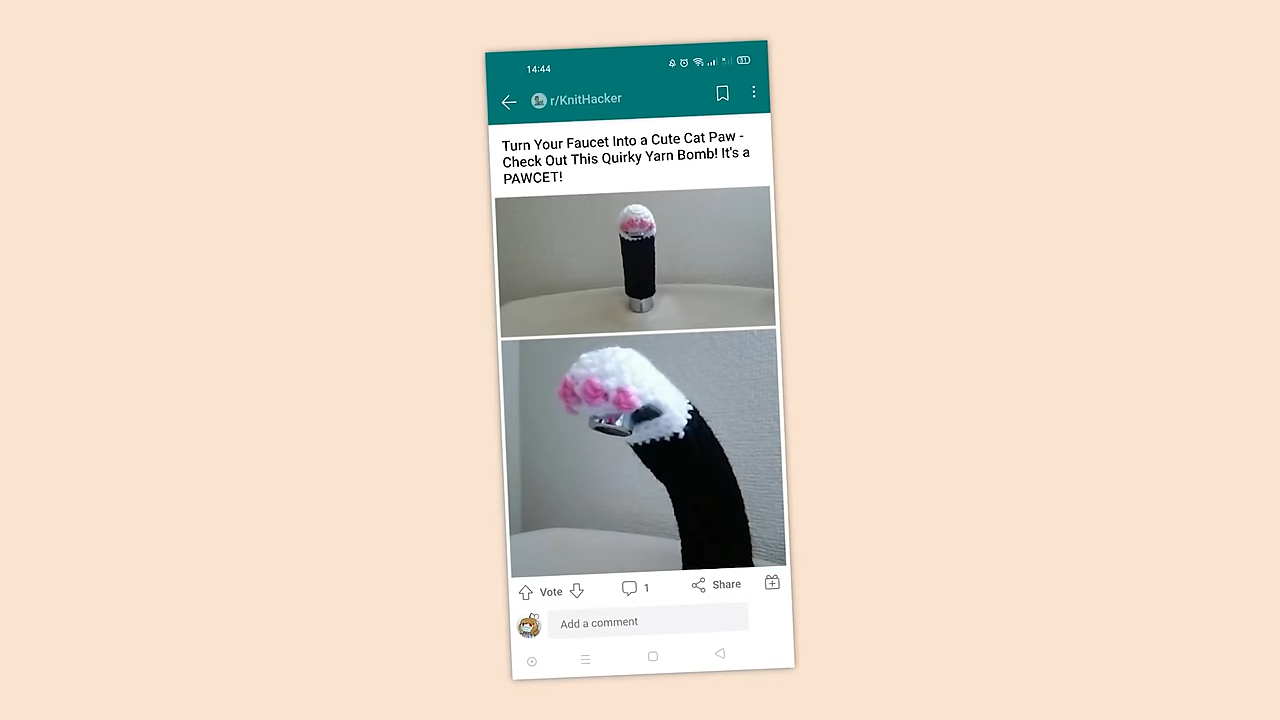 14:44
51
r/KnitHacker
Turn Your Faucet Into a Cute Cat Paw -
Check Out This Quirky Yarn Bomb! It's a
PAWCET!
Vote
1
Share
Add a comment